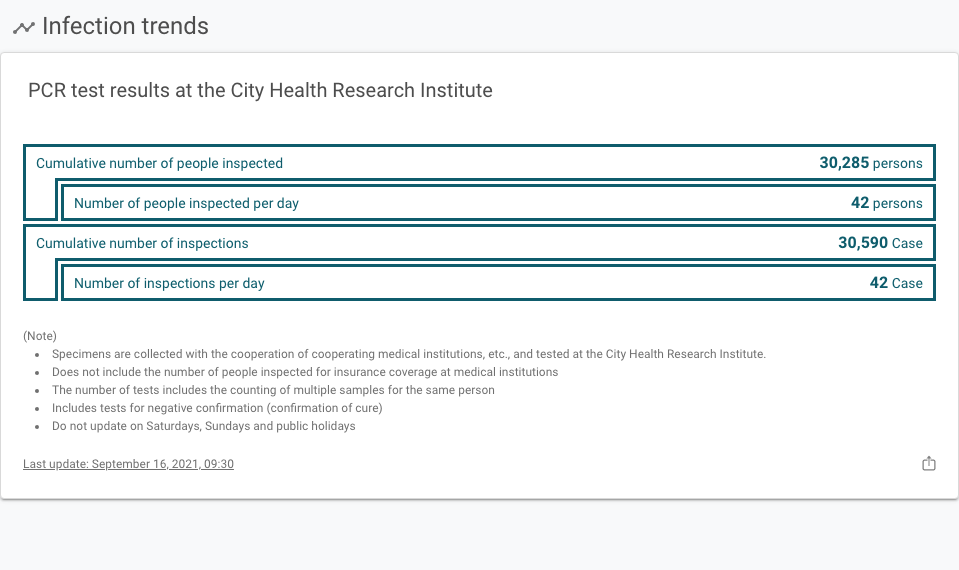 Infection trends
PCR test results at the City Health Research Institute
Cumulative number of people inspected 30,285 persons
Number of people inspected per day 42 persons
Cumulative number of inspections 30,590 Case
Number of inspections per day 42 Case
(Note)
Specimens are collected with the cooperation of cooperating medical institutions, etc., and tested at the City Health Research Institute.
Does not include the number of people inspected for insurance coverage at medical institutions
The number of tests includes the counting of multiple samples for the same person
Includes tests for negative confirmation (confirmation of cure)
Do not update on Saturdays, Sundays and public holidays
Last update: September 16, 2021, 09:30